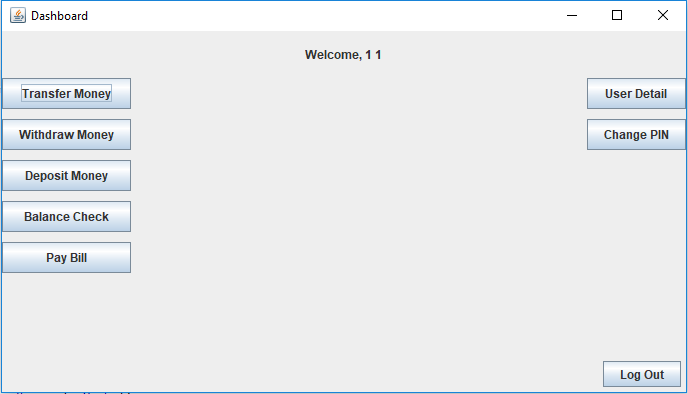 Dashboard
Welcome, 1 1
Transfer Money
User Detail
Withdraw Money
Change PIN
Deposit Money
Balance Check
Pay Bill
Log Out